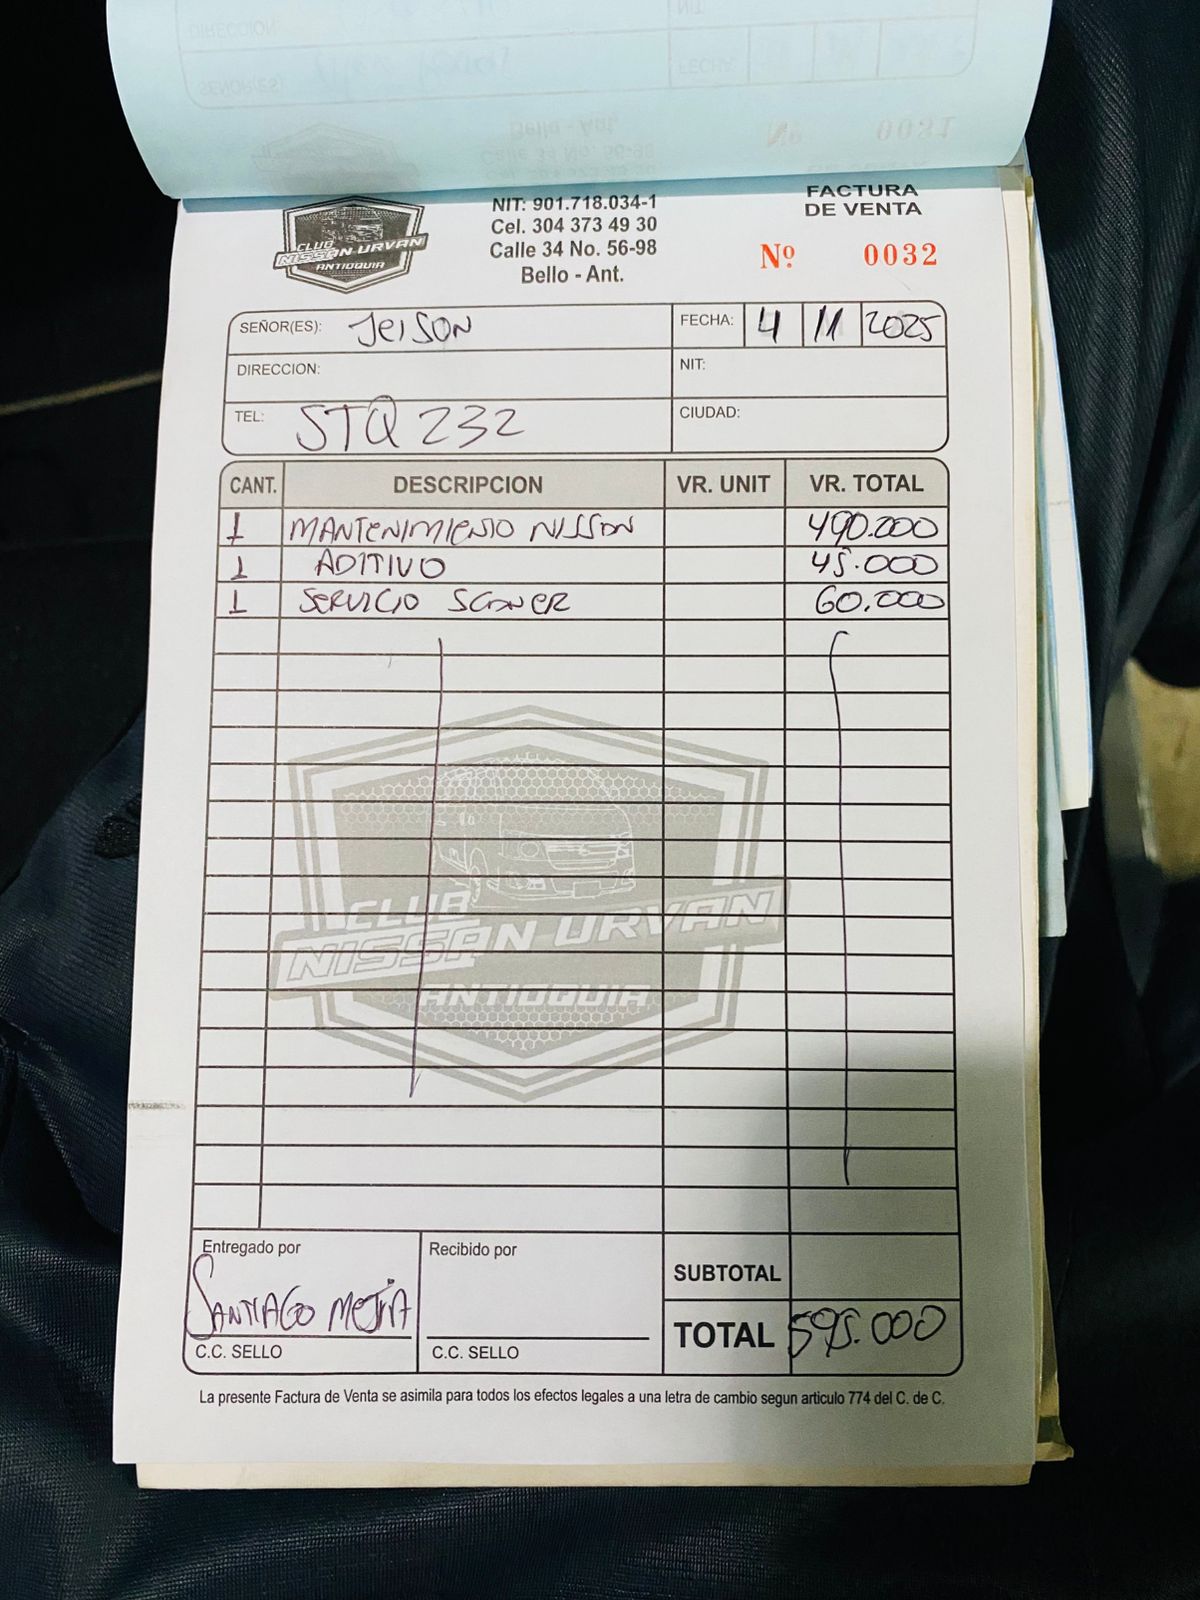 CLUB
NISSAN URVAN
ANTIOQUIA
NIT: 901.718.034-1
Cel. 304 373 49 30
Calle 34 No. 56-98
Bello - Ant.
FACTURA
DE VENTA
Nº 0032
SEÑOR(ES): Jeison
FECHA: 4 11 2025
DIRECCION:
NIT:
TEL: STQ 232
CIUDAD:
CANT. DESCRIPCION VR. UNIT VR. TOTAL
1 MANTENIMIENTO NISSAN 490.000
1 ADITIVO 45.000
1 SERVICIO SCANER 60.000
CLUB
NISSAN URVAN
ANTIOQUIA
Entregado por
Recibido por
SUBTOTAL
SANTIAGO MEJIA
TOTAL 595.000
C.C. SELLO
C.C. SELLO
La presente Factura de Venta se asimila para todos los efectos legales a una letra de cambio segun articulo 774 del C. de C.